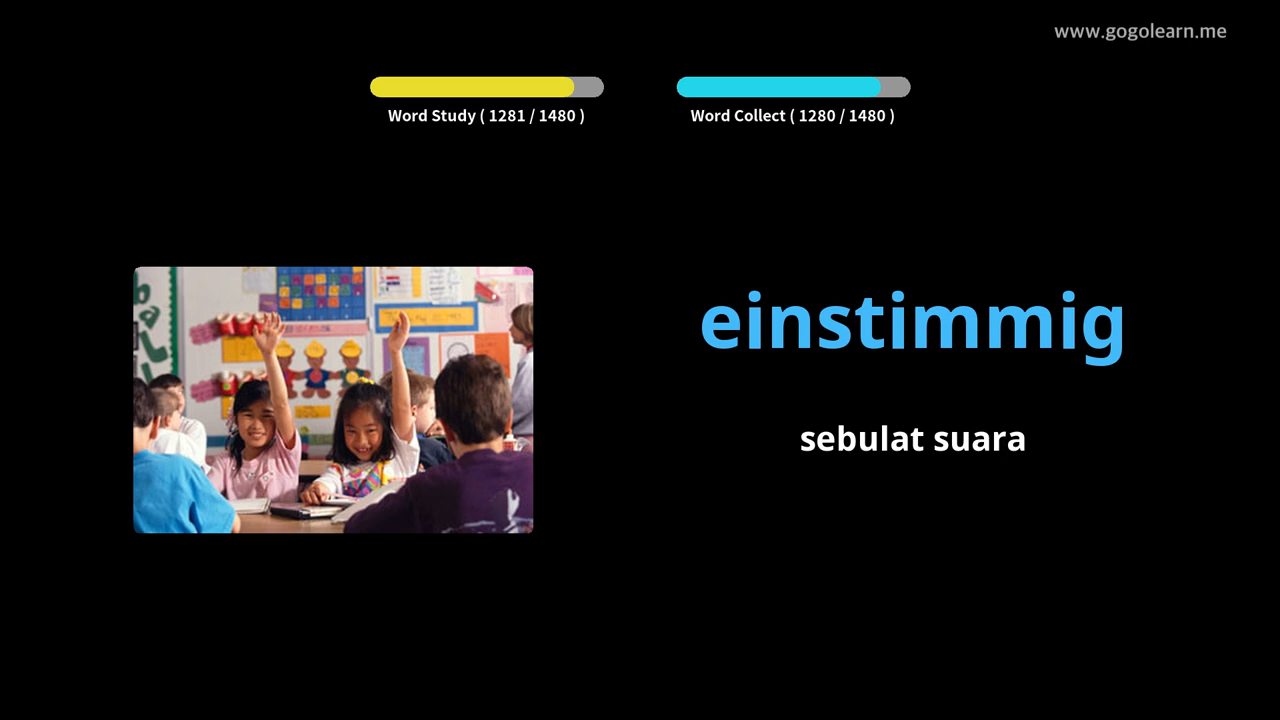 www.gogolearn.me
Word Study ( 1281 / 1480 )
Word Collect ( 1280 / 1480 )
einstimmig
sebulat suara